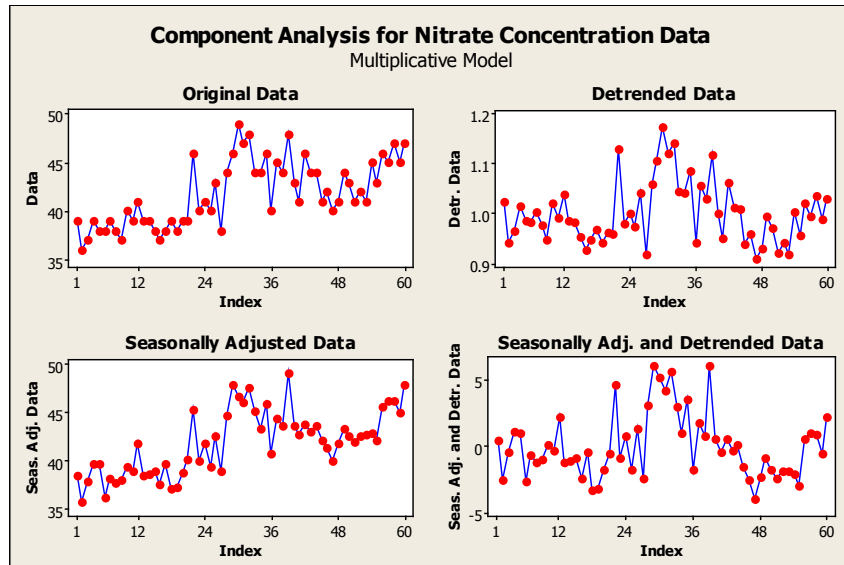 Component Analysis for Nitrate Concentration Data
Multiplicative Model
Original Data
Data
50
45
40
35
1 12 24 36 48 60
Index
Detrended Data
Detr. Data
1.2
1.1
1.0
0.9
1 12 24 36 48 60
Index
Seasonally Adjusted Data
Seas. Adj. Data
50
45
40
35
1 12 24 36 48 60
Index
Seasonally Adj. and Detrended Data
Seas. Adj. and Detr. Data
5
0
-5
1 12 24 36 48 60
Index